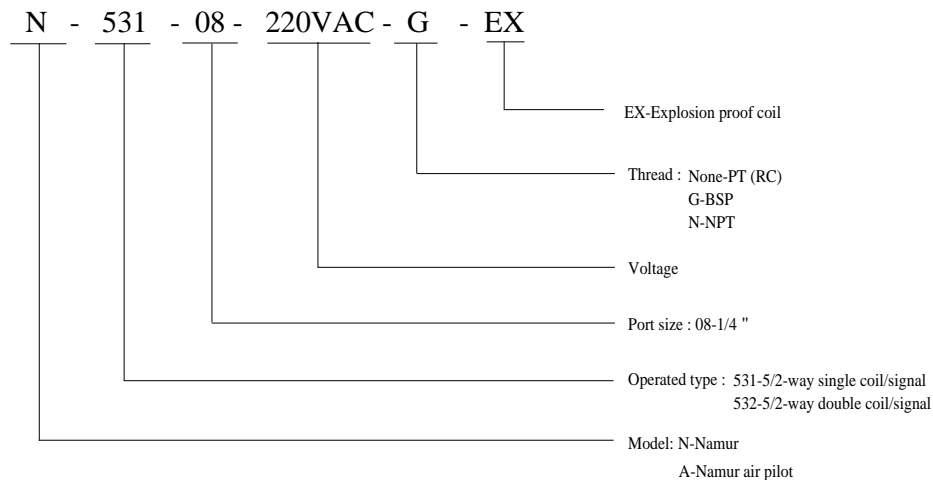 N - 531 - 08 - 220VAC - G - EX
EX-Explosion proof coil
Thread : None-PT (RC)
G-BSP
N-NPT
Voltage
Port size : 08-1/4 "
Operated type : 531-5/2-way single coil/signal
532-5/2-way double coil/signal
Model: N-Namur
A-Namur air pilot